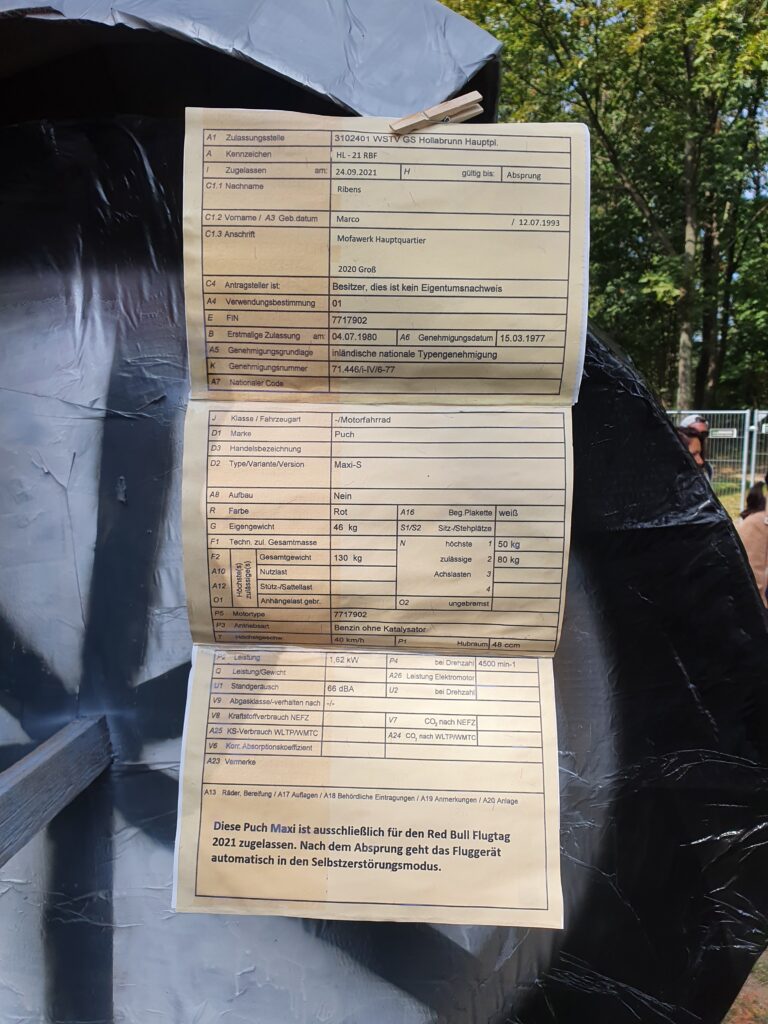 A1 Zulassungsstelle 3102401 WSTV GS Hollabrunn Hauptpl.
A Kennzeichen HL - 21 RBF
I Zugelassen am: 24.09.2021 H gültig bis: Absprung
C1.1 Nachname Ribens
C1.2 Vorname / A3 Geb.datum Marco / 12.07.1993
C1.3 Anschrift Mofawerk Hauptquartier
2020 Groß
C4 Antragsteller ist: Besitzer, dies ist kein Eigentumsnachweis
A4 Verwendungsbestimmung 01
E FIN 7717902
B Erstmalige Zulassung am: 04.07.1980 A6 Genehmigungsdatum 15.03.1977
A5 Genehmigungsgrundlage inländische nationale Typengenehmigung
K Genehmigungsnummer 71.446/i-IV/6-77
A7 Nationaler Code
J Klasse / Fahrzeugart -/Motorfahrrad
D1 Marke Puch
D3 Handelsbezeichnung
D2 Type/Variante/Version Maxi-S
A8 Aufbau Nein
R Farbe Rot A16 Beg.Plakette weiß
G Eigengewicht 46 kg S1/S2 Sitz-/Stehplätze
F1 Techn. zul. Gesamtmasse N höchste 1 50 kg
F2 Höchste(s) zulässige(s) Gesamtgewicht 130 kg zulässige 2 80 kg
A10 Nutzlast Achslasten 3
A12 Stütz-/Sattellast 4
O1 Anhängelast gebr. O2 ungebremst
P5 Motortype 7717902
P3 Antriebsart Benzin ohne Katalysator
T Höchstgeschw. 40 km/h P1 Hubraum 48 ccm
P2 Leistung 1,62 kW P4 bei Drehzahl 4500 min-1
Q Leistung/Gewicht A26 Leistung Elektromotor
U1 Standgeräusch 66 dBA U2 bei Drehzahl
V9 Abgasklasse/-verhalten nach -/-
V8 Kraftstoffverbrauch NEFZ V7 CO₂ nach NEFZ
A25 KS-Verbrauch WLTP/WMTC A24 CO₂ nach WLTP/WMTC
V6 Korr. Absorptionskoeffizient
A23 Vermerke
A13 Räder, Bereifung / A17 Auflagen / A18 Behördliche Eintragungen / A19 Anmerkungen / A20 Anlage
Diese Puch Maxi ist ausschließlich für den Red Bull Flugtag
2021 zugelassen. Nach dem Absprung geht das Fluggerät
automatisch in den Selbstzerstörungsmodus.